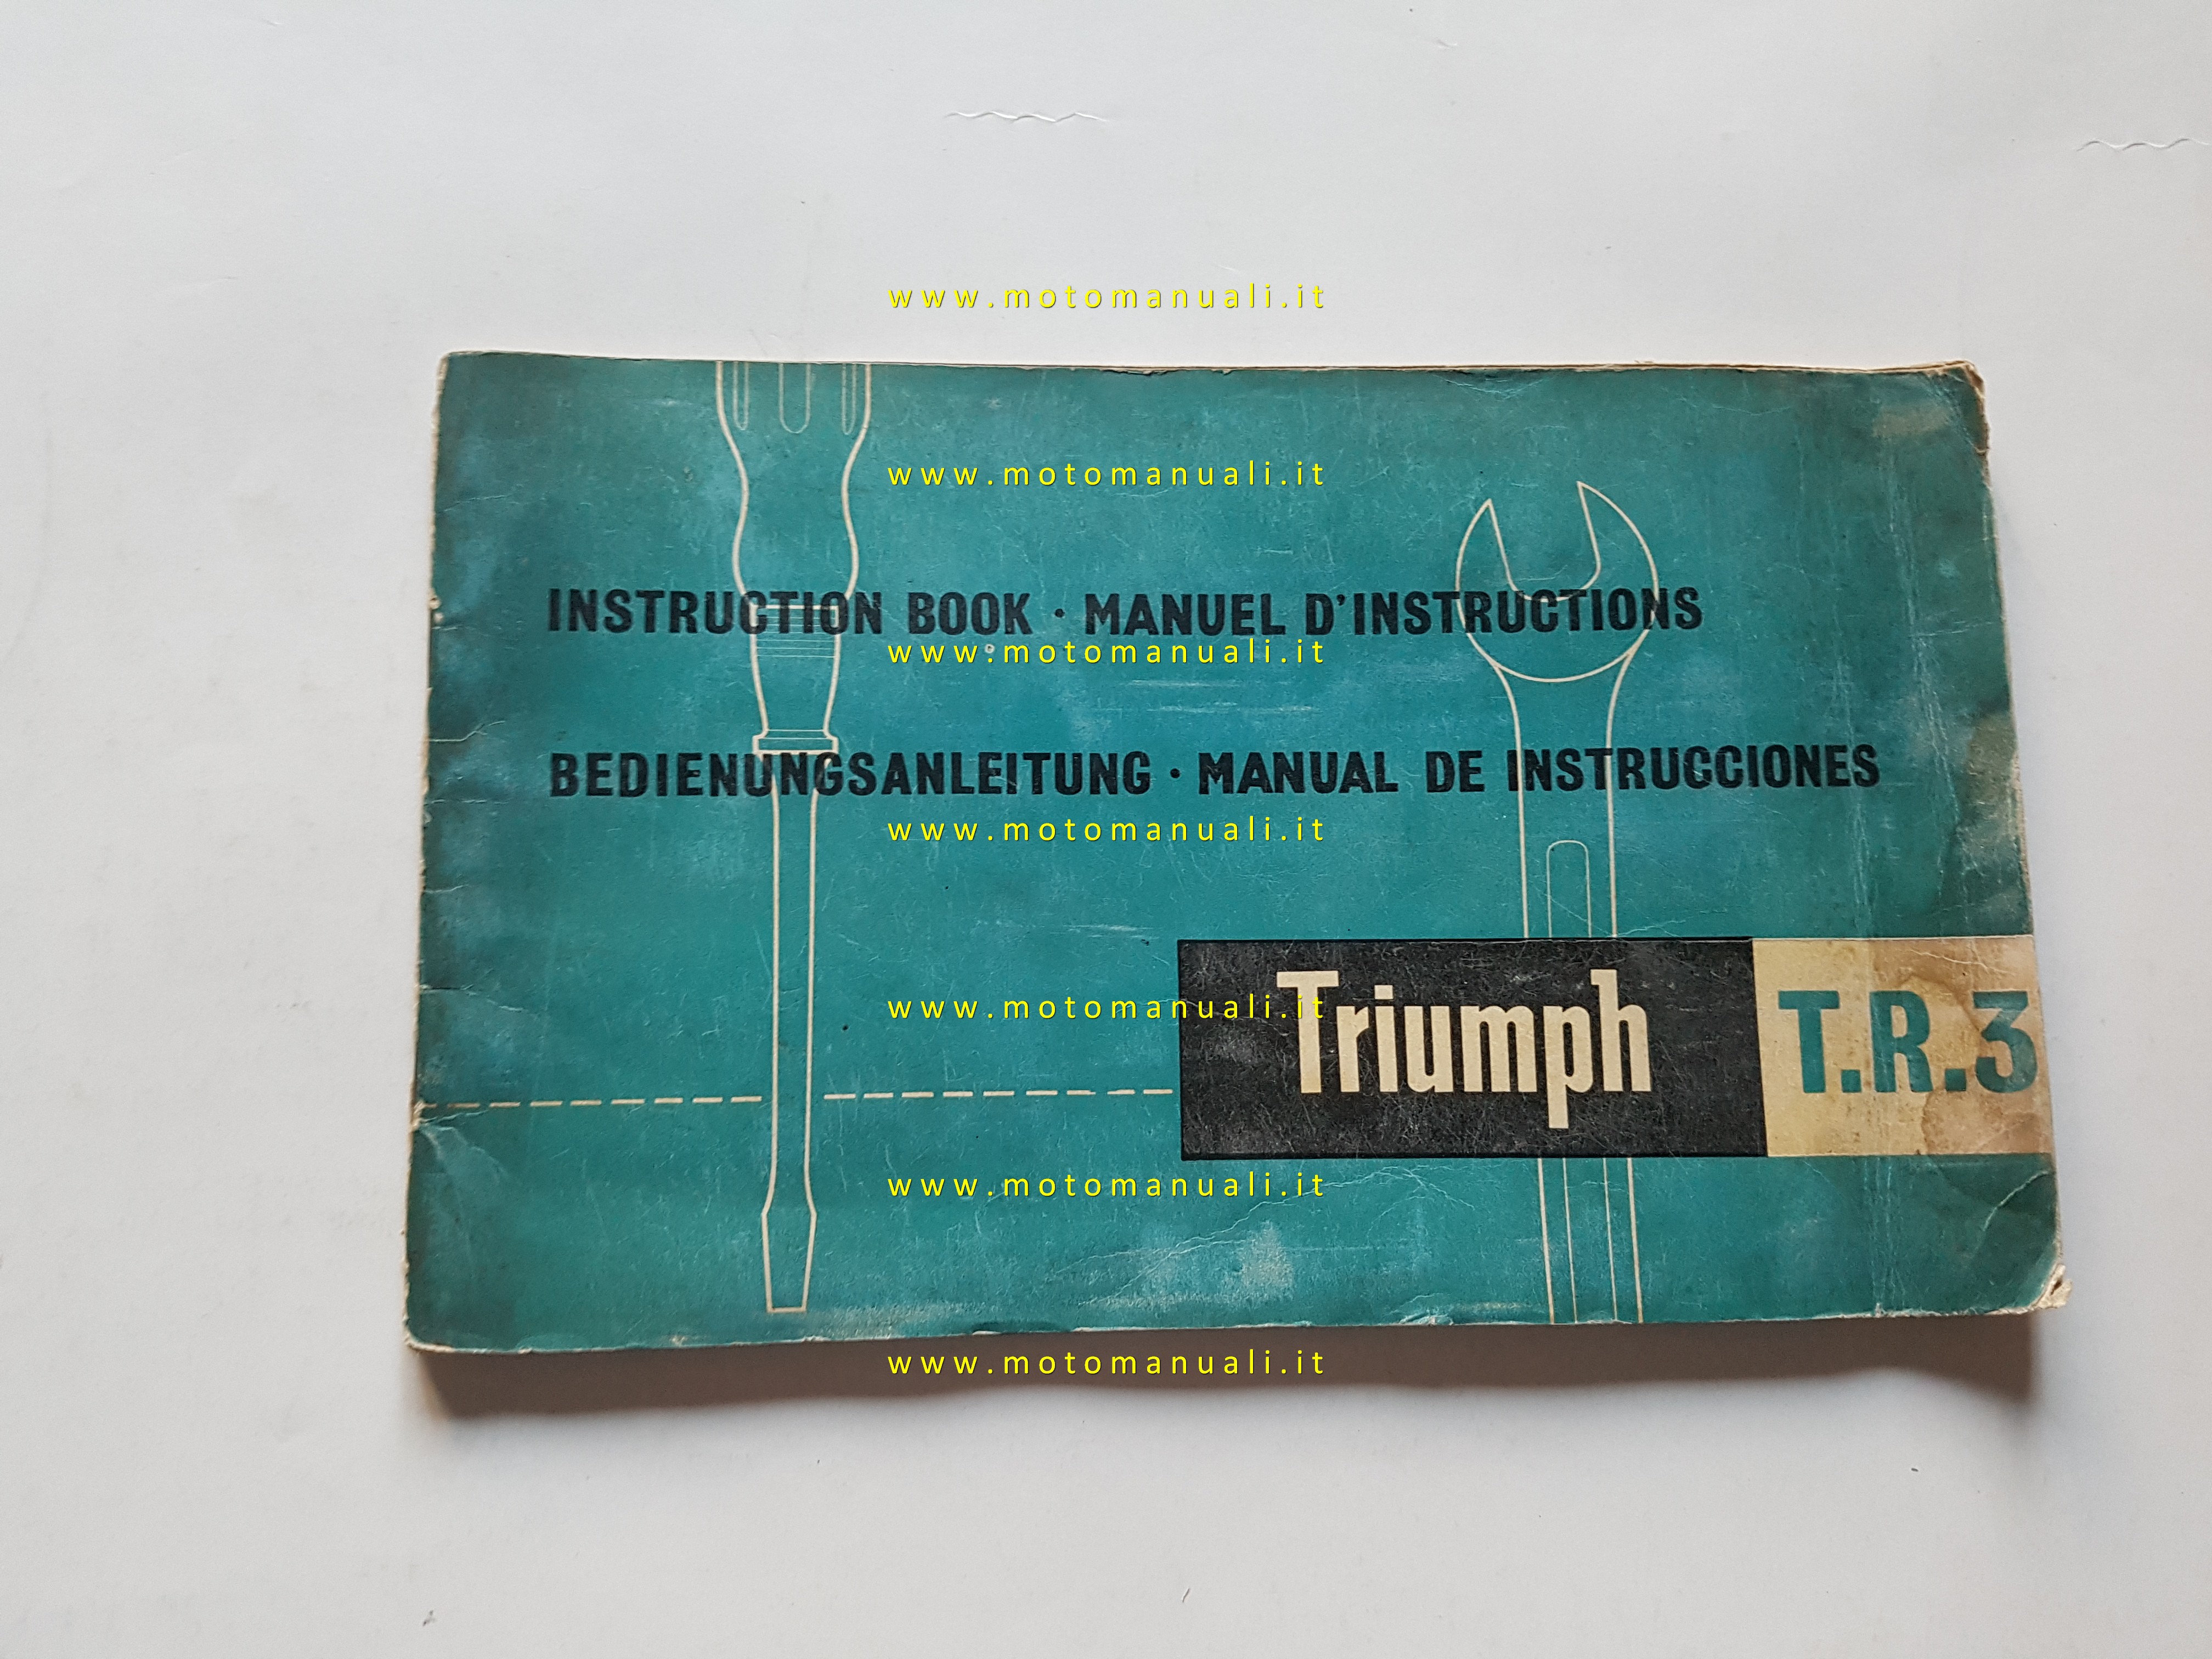 www.motomanuali.it
www.motomanuali.it
INSTRUCTION BOOK · MANUEL D'INSTRUCTIONS
www.motomanuali.it
BEDIENUNGSANLEITUNG · MANUAL DE INSTRUCCIONES
www.motomanuali.it
www.motomanuali.it
Triumph T.R.3
www.motomanuali.it
www.motomanuali.it